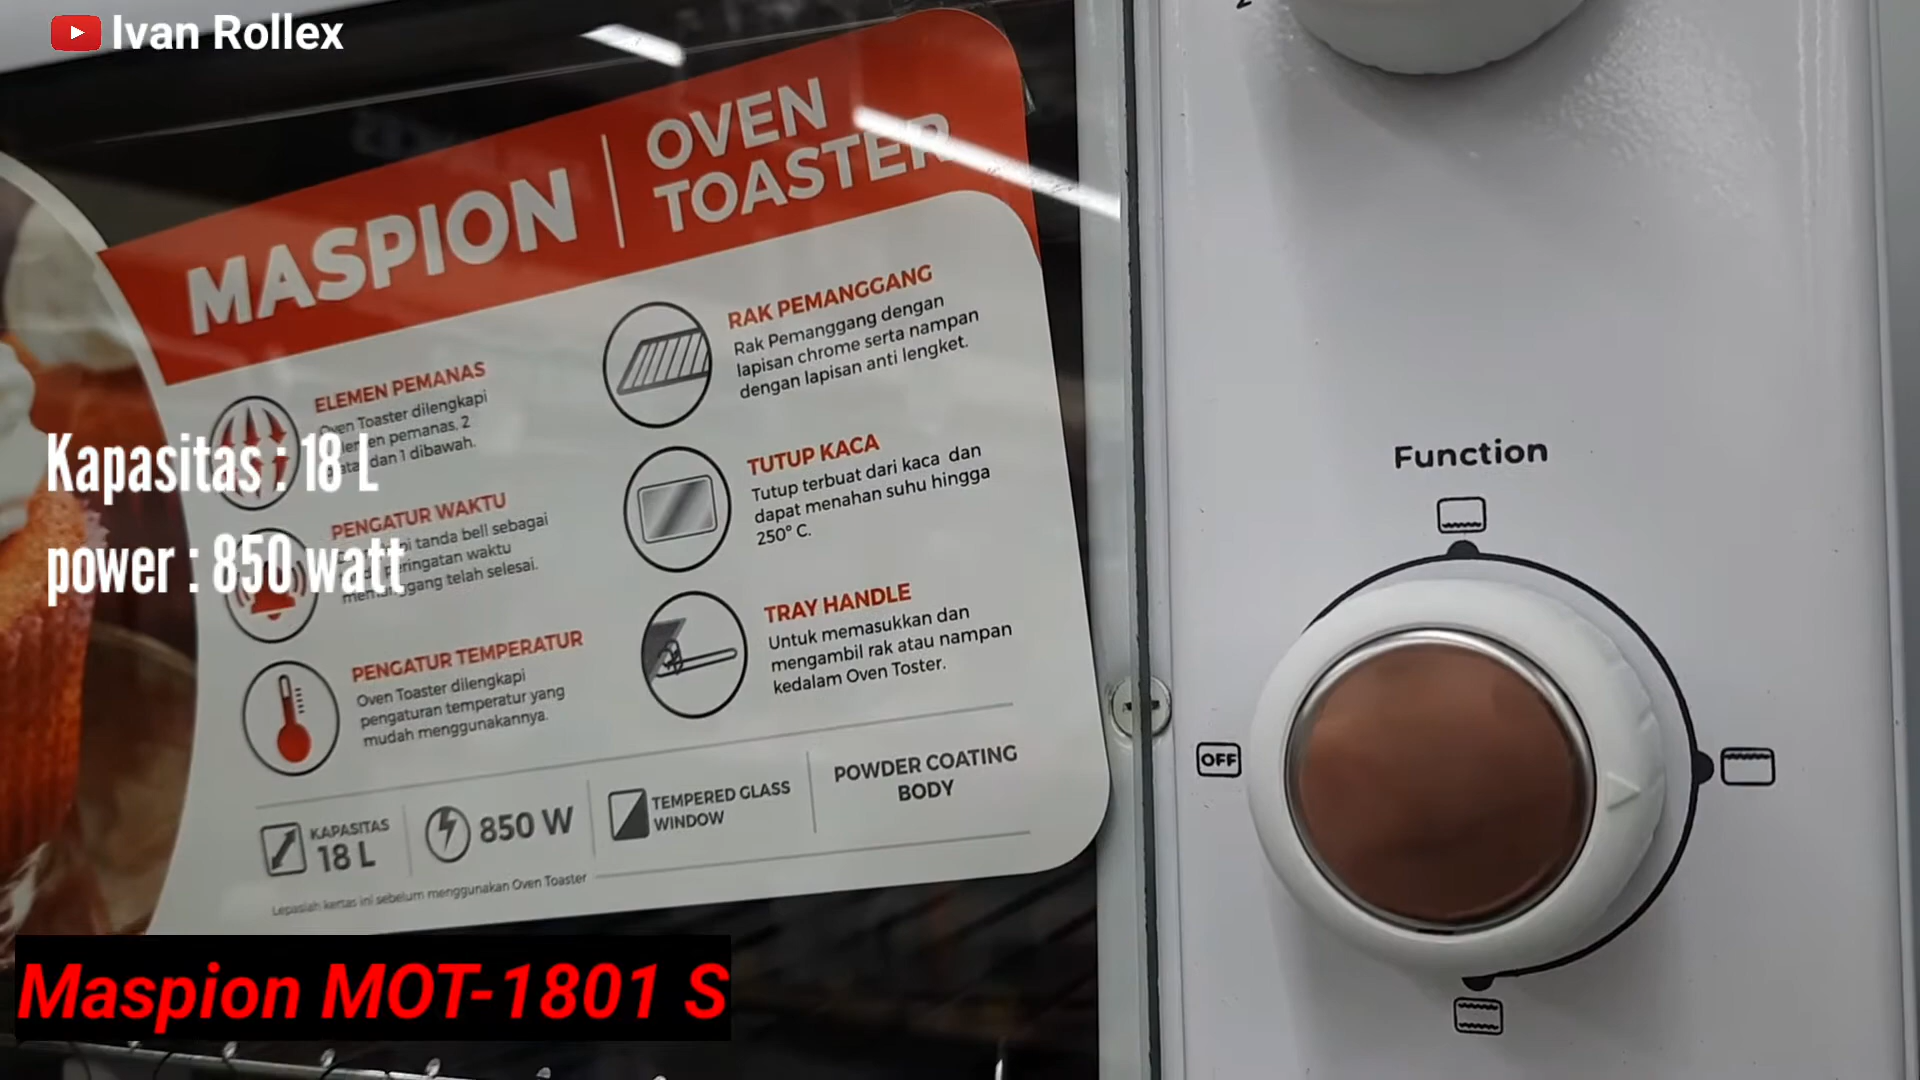 Ivan Rollex
MASPION
OVEN
TOASTER
ELEMEN PEMANAS
Oven Toaster dilengkapi
pemanas, 2
dan 1 dibawah.
PENGATUR WAKTU
tanda bell sebagai
peringatan waktu
telah selesai.
PENGATUR TEMPERATUR
Oven Toaster dilengkapi
pengaturan temperatur yang
mudah menggunakannya.
RAK PEMANGGANG
Rak Pemanggang dengan
lapisan chrome serta nampan
dengan lapisan anti lengket.
TUTUP KACA
Tutup terbuat dari kaca dan
dapat menahan suhu hingga
250° C.
TRAY HANDLE
Untuk memasukkan dan
mengambil rak atau nampan
kedalam Oven Toster.
KAPASITAS
18 L
850 W
TEMPERED GLASS
WINDOW
POWDER COATING
BODY
Lepaslah kertas ini sebelum menggunakan Oven Toaster
Kapasitas : 18 L
power : 850 watt
Maspion MOT-1801 S
Function
OFF